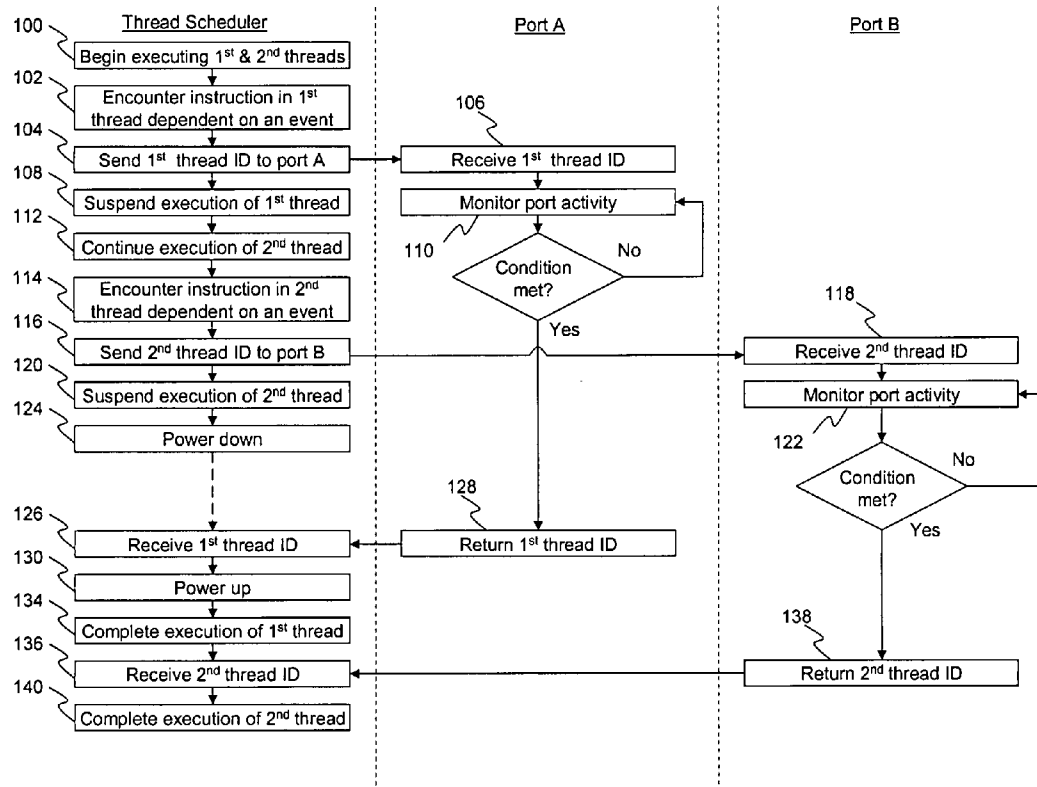 Thread Scheduler
Port A
Port B
100
Begin executing 1st & 2nd threads
102
Encounter instruction in 1st
thread dependent on an event
104
Send 1st thread ID to port A
106
Receive 1st thread ID
108
Suspend execution of 1st thread
Monitor port activity
110
112
Continue execution of 2nd thread
No
Condition
met?
Yes
114
Encounter instruction in 2nd
thread dependent on an event
116
Send 2nd thread ID to port B
118
Receive 2nd thread ID
120
Suspend execution of 2nd thread
Monitor port activity
122
124
Power down
No
Condition
met?
Yes
126
Receive 1st thread ID
128
Return 1st thread ID
130
Power up
134
Complete execution of 1st thread
136
Receive 2nd thread ID
138
Return 2nd thread ID
140
Complete execution of 2nd thread